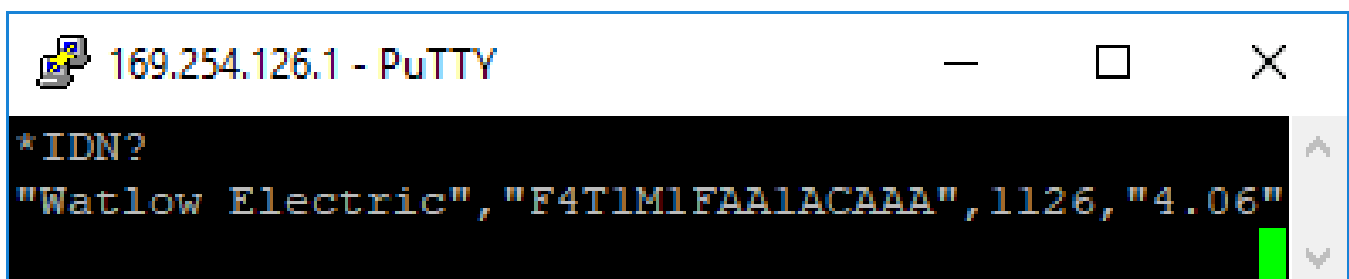 169.254.126.1 - PuTTY
*IDN?
"Watlow Electric","F4T1M1FAA1ACAAA",1126,"4.06"